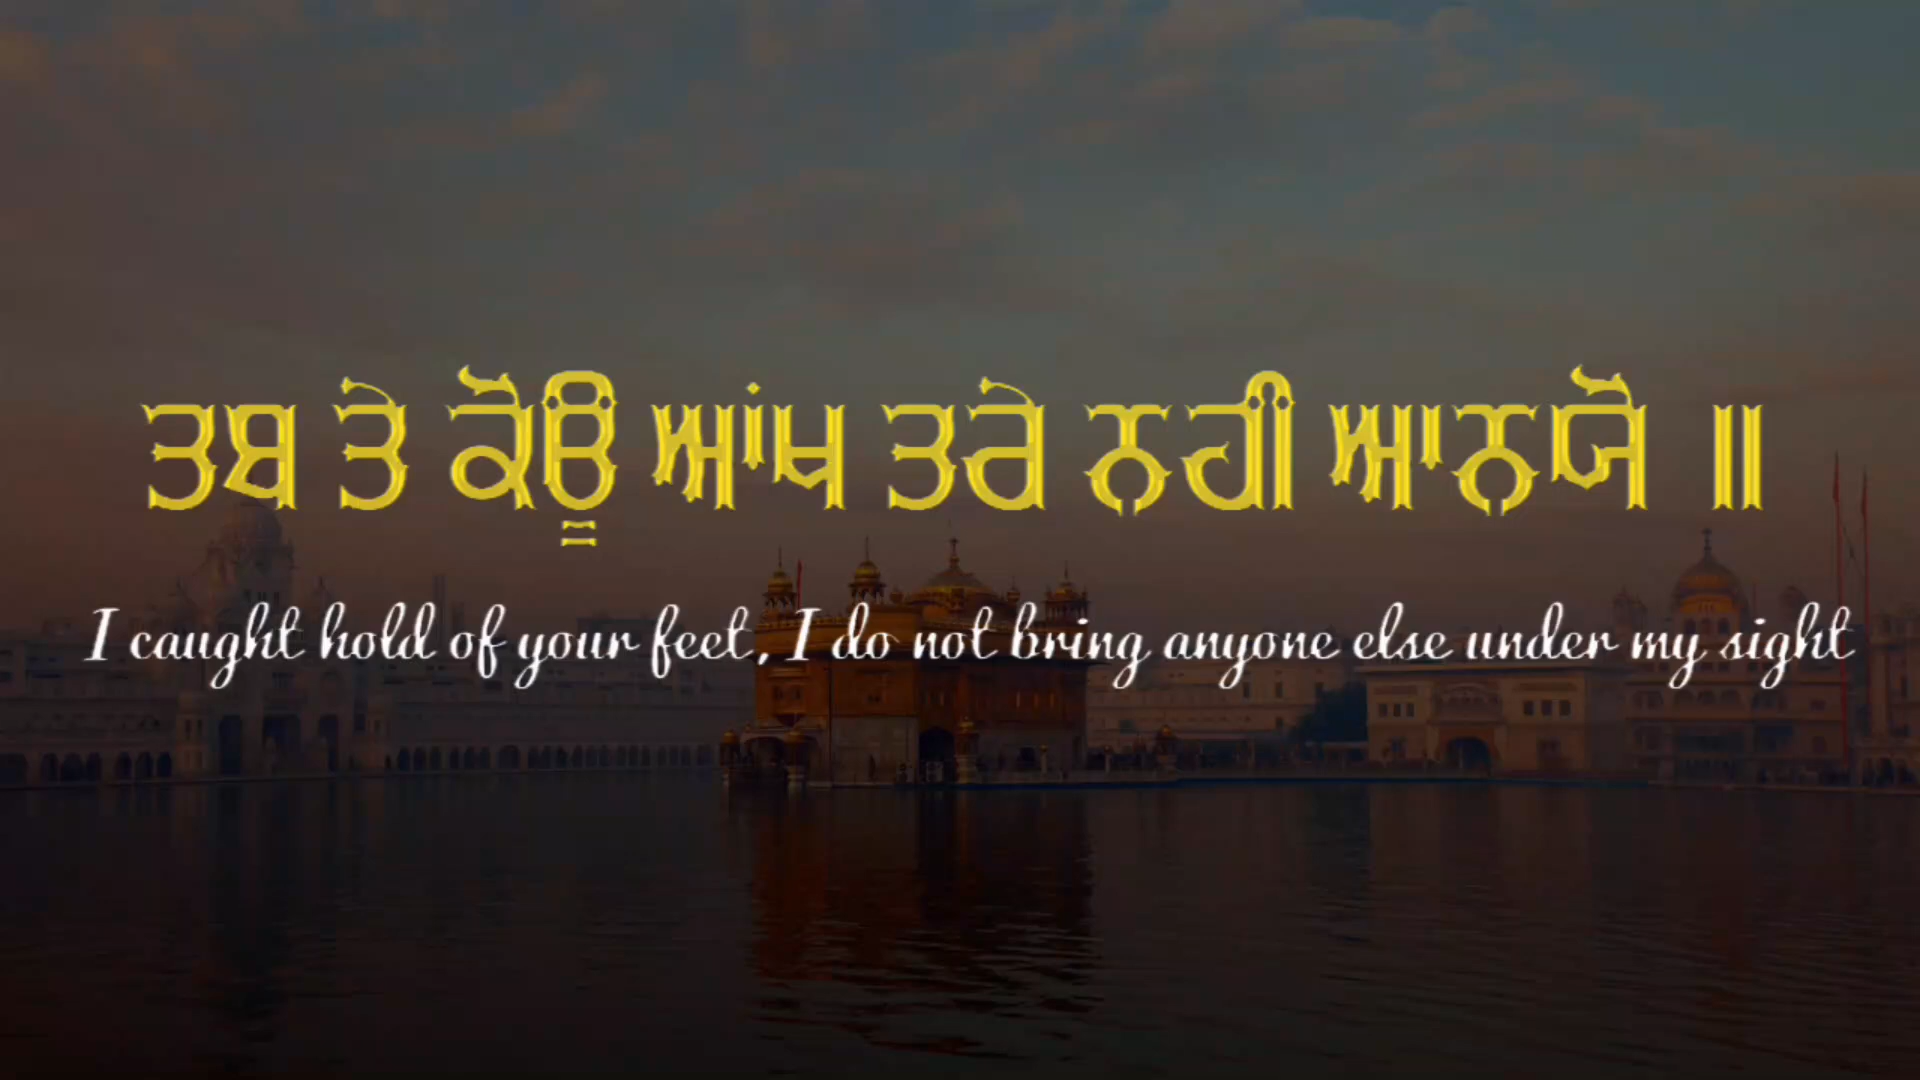 ਤਬ ਤੇ ਕੋਊ ਆਂਖ ਤਰੇ ਨਹੀ ਆਨਯੋ ॥
I caught hold of your feet, I do not bring anyone else under my sight